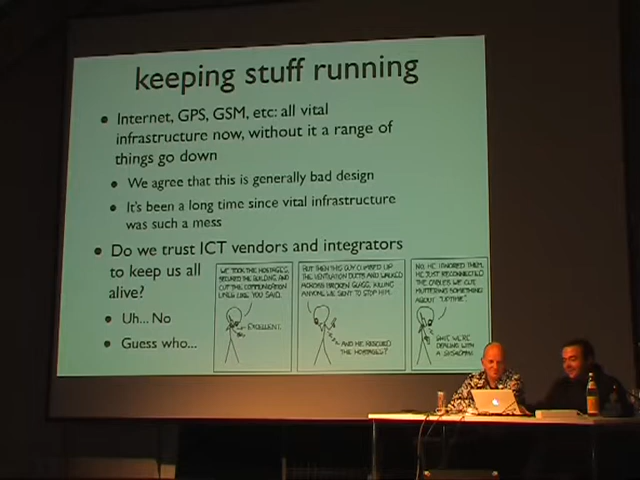 keeping stuff running
• Internet, GPS, GSM, etc: all vital
infrastructure now, without it a range of
things go down
• We agree that this is generally bad design
• It's been a long time since vital infrastructure
was such a mess
• Do we trust ICT vendors and integrators
to keep us all
alive?
• Uh... No
• Guess who...
WE TOOK THE HOSTAGES,
SECURED THE BUILDING, AND
CUT THE COMMUNICATION
LINES LIKE YOU SAID.
EXCELLENT.
BUT THEN THIS GUY CLIMBED UP
THE VENTILATION DUCTS AND WALKED
ACROSS BROKEN GLASS, KILLING
ANYONE WE SENT TO STOP HIM.
AND HE RESCUED
THE HOSTAGES?
NO, HE IGNORED THEM.
HE JUST RECONNECTED
THE CABLES WE CUT,
MUTTERING SOMETHING
ABOUT "UPTIME".
SHIT, WE'RE
DEALING WITH
A SYSADMIN.